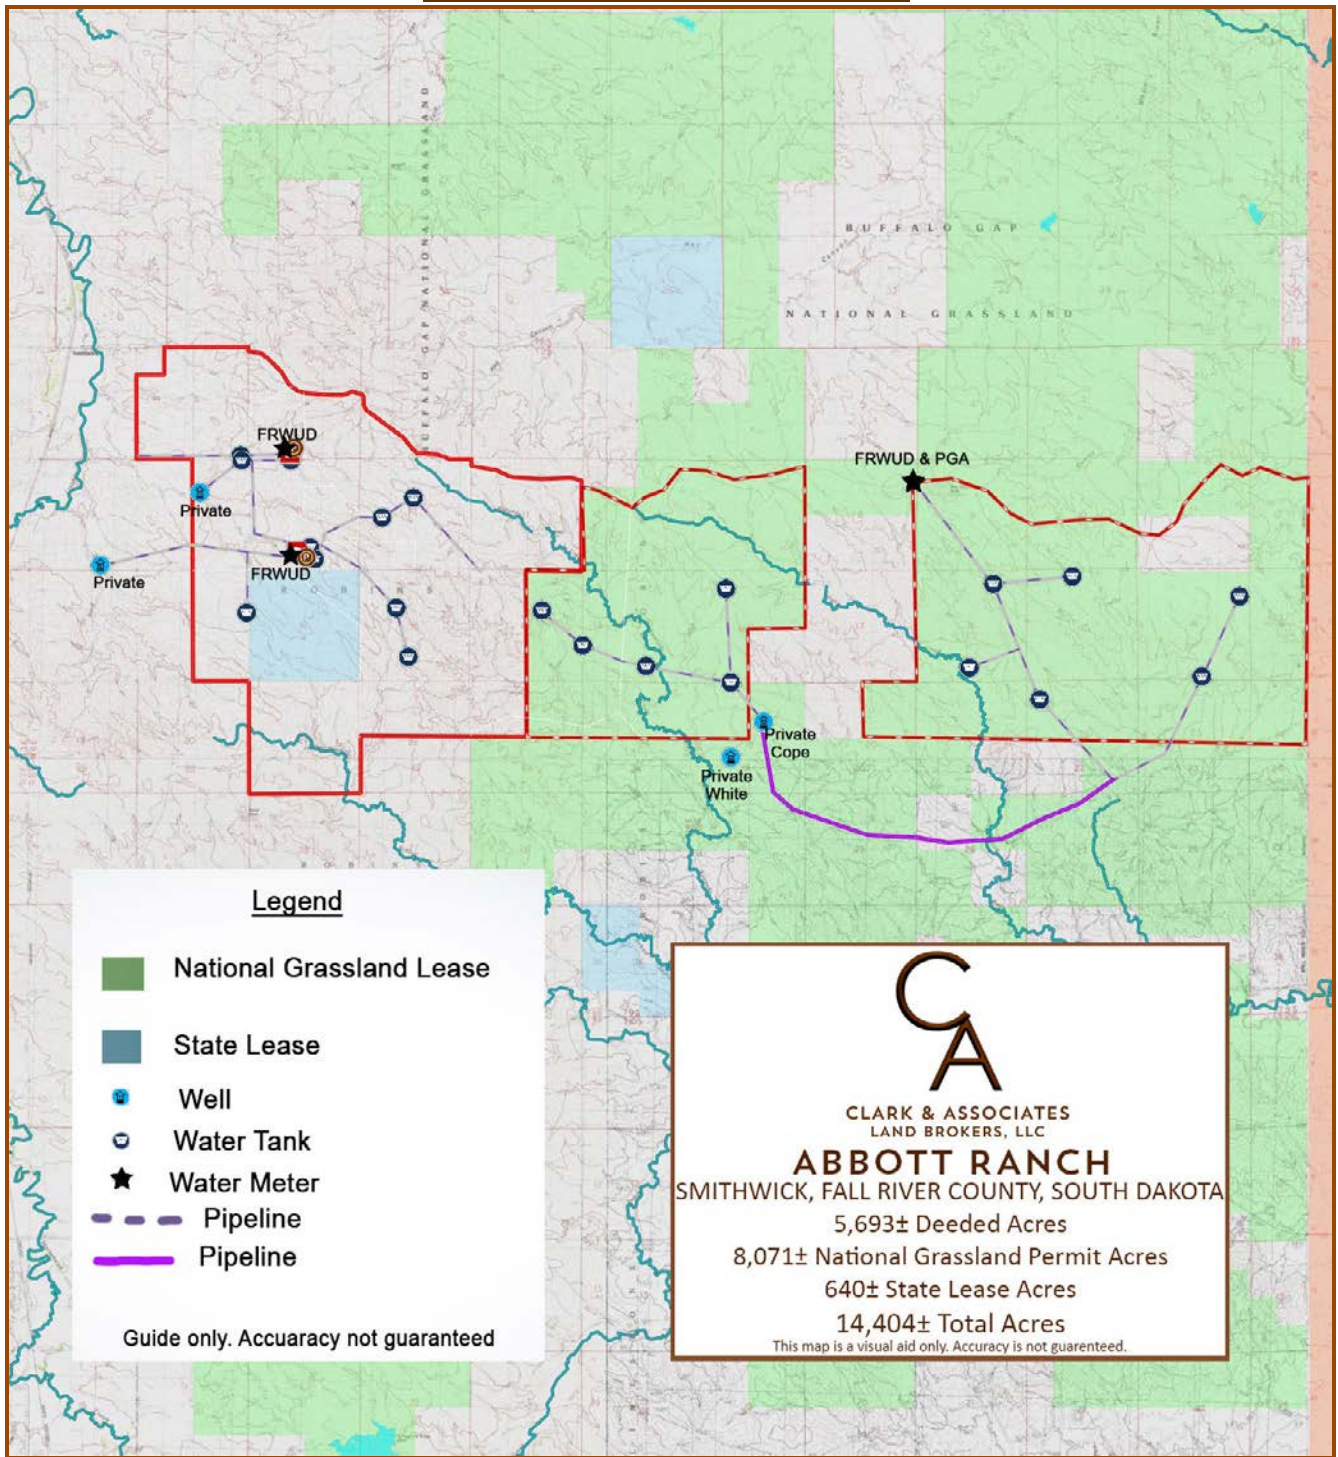 BUFFALO GAP NATIONAL GRASSLAND
BUFFALO GAP
NATIONAL GRASSLAND
FRWUD
FRWUD & PGA
Private
Private
FRWUD
ROBINS
Private
Cope
Private
White
ROBINS
Legend
National Grassland Lease
State Lease
Well
Water Tank
Water Meter
Pipeline
Pipeline
Guide only. Accuaracy not guaranteed
CA
CLARK & ASSOCIATES
LAND BROKERS, LLC
ABBOTT RANCH
SMITHWICK, FALL RIVER COUNTY, SOUTH DAKOTA
5,693± Deeded Acres
8,071± National Grassland Permit Acres
640± State Lease Acres
14,404± Total Acres
This map is a visual aid only. Accuracy is not guarenteed.